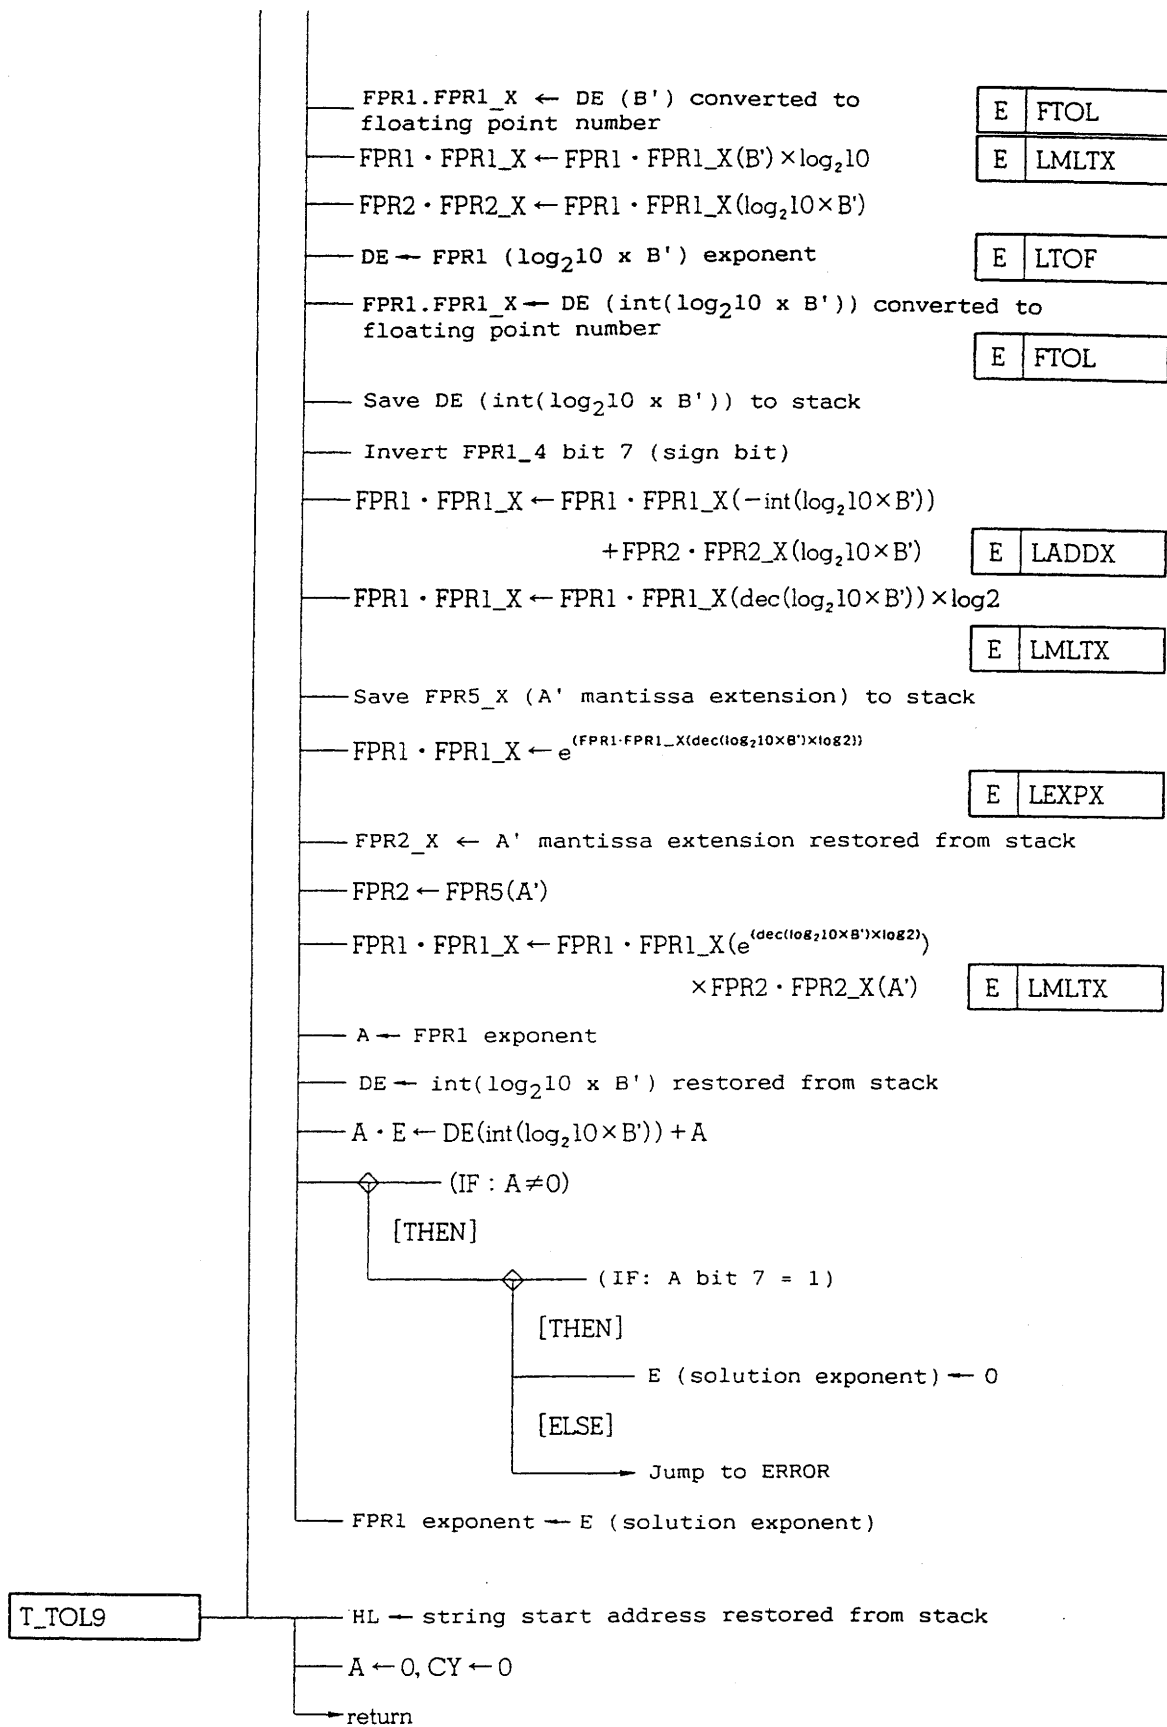 FPR1.FPR1_X ← DE (B') converted to
floating point number
E FTOL
FPR1・FPR1_X ← FPR1・FPR1_X(B')×log₂10
E LMLTX
FPR2・FPR2_X ← FPR1・FPR1_X(log₂10×B')
DE ← FPR1 (log₂10 x B') exponent
E LTOF
FPR1.FPR1_X ← DE (int(log₂10 x B')) converted to
floating point number
E FTOL
Save DE (int(log₂10 x B')) to stack
Invert FPR1_4 bit 7 (sign bit)
FPR1・FPR1_X ← FPR1・FPR1_X(−int(log₂10×B'))
+FPR2・FPR2_X(log₂10×B')
E LADDX
FPR1・FPR1_X ← FPR1・FPR1_X(dec(log₂10×B'))×log2
E LMLTX
Save FPR5_X (A' mantissa extension) to stack
FPR1・FPR1_X ← e(FPR1·FPR1_X(dec(log₂10×B')×log2))
E LEXPX
FPR2_X ← A' mantissa extension restored from stack
FPR2 ← FPR5(A')
FPR1・FPR1_X ← FPR1・FPR1_X(e(dec(log₂10×B')×log2))
×FPR2・FPR2_X(A')
E LMLTX
A ← FPR1 exponent
DE ← int(log₂10 x B') restored from stack
A・E ← DE(int(log₂10×B'))+A
(IF : A≠0)
[THEN]
(IF: A bit 7 = 1)
[THEN]
E (solution exponent) ← 0
[ELSE]
Jump to ERROR
FPR1 exponent ← E (solution exponent)
T_TOL9
HL ← string start address restored from stack
A ← 0, CY ← 0
return